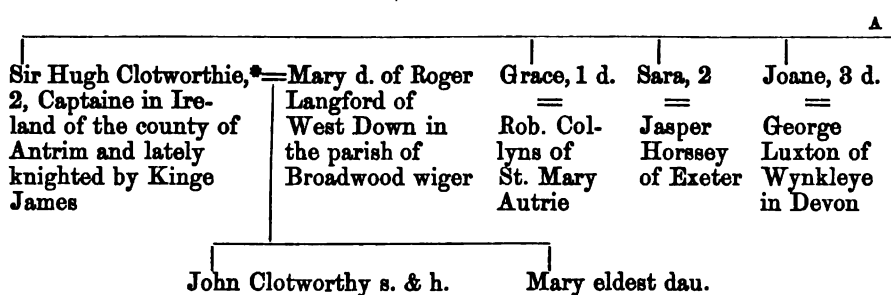 A
Sir Hugh Clotworthie,*=
2, Captaine in Ire-
land of the county of
Antrim and lately
knighted by Kinge
James
Mary d. of Roger
Langford of
West Down in
the parish of
Broadwood wiger
Grace, 1 d.
=
Rob. Col-
lyns of
St. Mary
Autrie
Sara, 2
=
Jasper
Horssey
of Exeter
Joane, 3 d.
=
George
Luxton of
Wynkleye
in Devon
John Clotworthy s. & h.
Mary eldest dau.